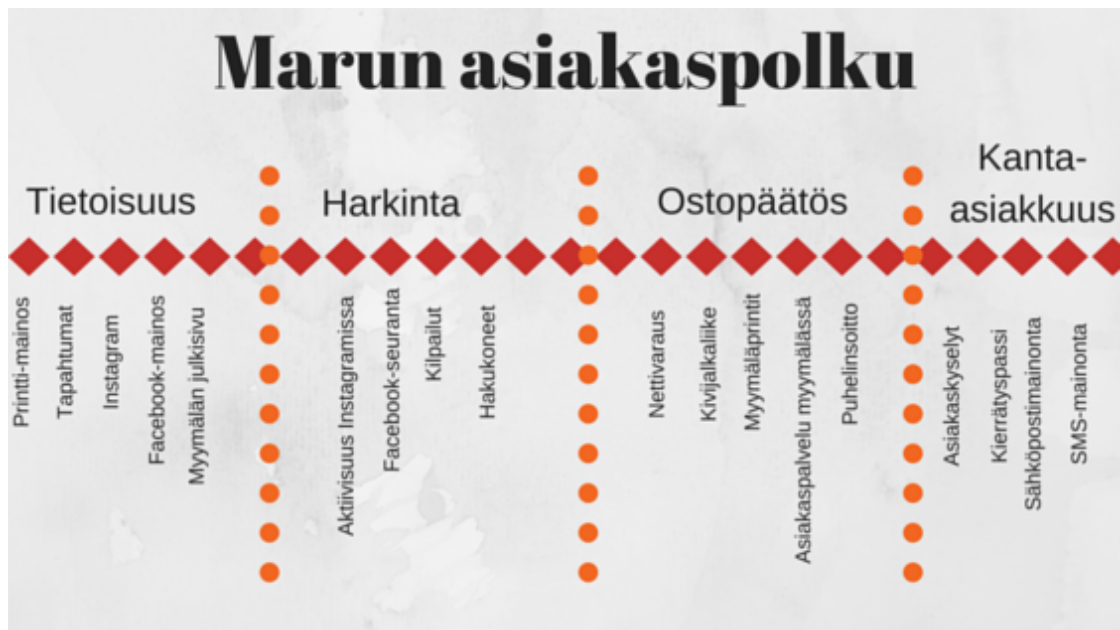 Marun asiakaspolku
Tietoisuus
Printti-mainos
Tapahtumat
Instagram
Facebook-mainos
Myymälän julkisivu
Harkinta
Aktiivisuus Instagramissa
Facebook-seuranta
Kilpailut
Hakukoneet
Ostopäätös
Nettivaraus
Kivijalkaliike
Myymäläprintit
Asiakaspalvelu myymälässä
Puhelinsoitto
Kanta-
asiakkuus
Asiakaskyselyt
Kierrätyspassi
Sähköpostimainonta
SMS-mainonta